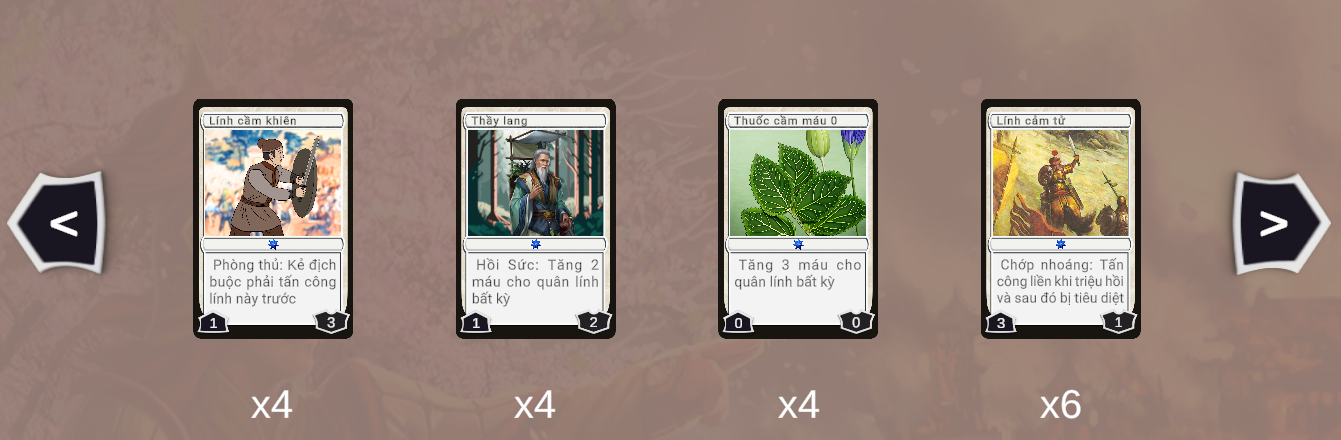 Lính cầm khiên
Phòng thủ: Kẻ địch
buộc phải tấn công
lính này trước
1 3
x4
Thầy lang
Hồi Sức: Tăng 2
máu cho quân lính
bất kỳ
1 2
x4
Thuốc cầm máu 0
Tăng 3 máu cho
quân lính bất kỳ
0 0
x4
Lính cảm tử
Chớp nhoáng: Tấn
công liền khi triệu hồi
và sau đó bị tiêu diệt
3 1
x6
<
>